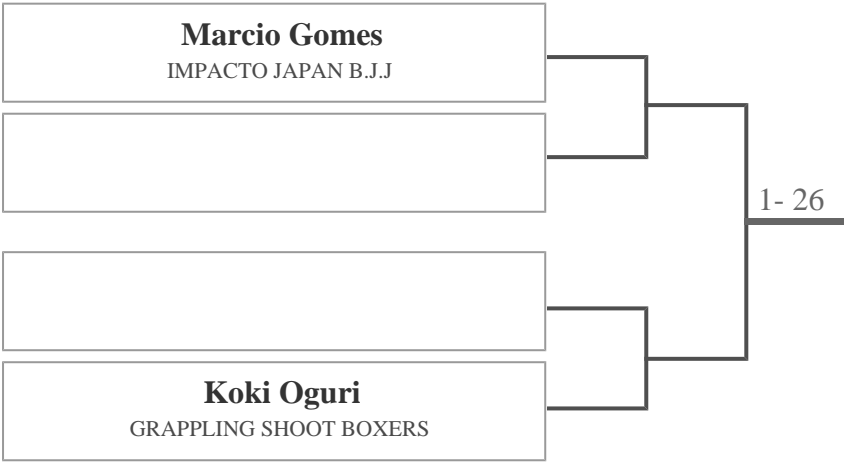 Marcio Gomes
IMPACTO JAPAN B.J.J
1- 26
Koki Oguri
GRAPPLING SHOOT BOXERS